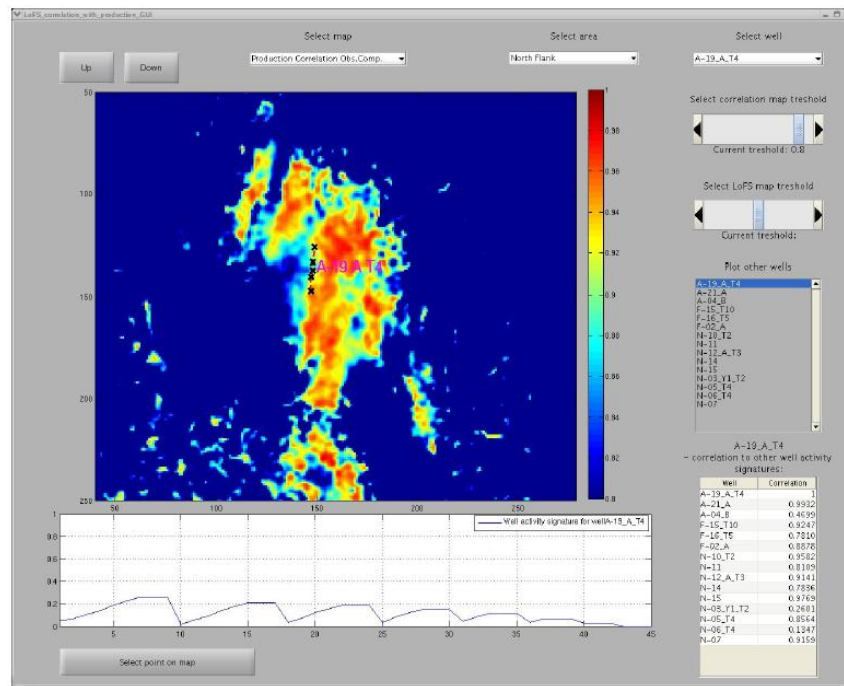 LoFS_correlation_with_production_GUI
Select map
Select area
Select well
Up
Down
Production Correlation Obs.Comp.
North Flank
A-19_A_T4
Select correlation map treshold
Current treshold: 0.8
Select LoFS map treshold
Current treshold:
Plot other wells
A-19_A_T4
A-21_A
A-04_B
F-15_T10
F-16_T5
F-02_A
N-10_T2
N-11
N-12_A_T3
N-14
N-15
N-03_Y1_T2
N-05_T4
N-06_T4
N-07
50
100
150
200
250
50
100
150
200
250
A-19_A_T4
1
0.98
0.96
0.94
0.92
0.9
0.88
0.86
0.84
0.82
0.8
A-19_A_T4
- correlation to other well activity
signatures:
Well Correlation
A-19_A_T4 1
A-21_A 0.9932
A-04_B 0.4699
F-15_T10 0.9247
F-16_T5 0.7810
F-02_A 0.8878
N-10_T2 0.9582
N-11 0.8189
N-12_A_T3 0.9141
N-14 0.7836
N-15 0.9769
N-03_Y1_T2 0.2601
N-05_T4 0.8564
N-06_T4 0.1347
N-07 0.9159
Well activity signature for wellA-19_A_T4
1
0.8
0.6
0.4
0.2
0
5 10 15 20 25 30 35 40 45
Select point on map